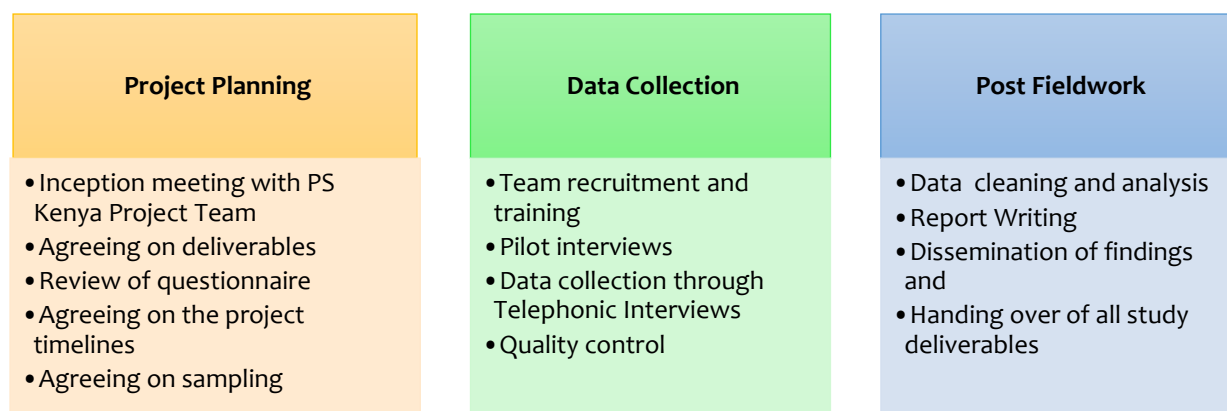 Project Planning
• Inception meeting with PS
Kenya Project Team
• Agreeing on deliverables
• Review of questionnaire
• Agreeing on the project
timelines
• Agreeing on sampling
Data Collection
• Team recruitment and
training
• Pilot interviews
• Data collection through
Telephonic Interviews
• Quality control
Post Fieldwork
• Data cleaning and analysis
• Report Writing
• Dissemination of findings
and
• Handing over of all study
deliverables